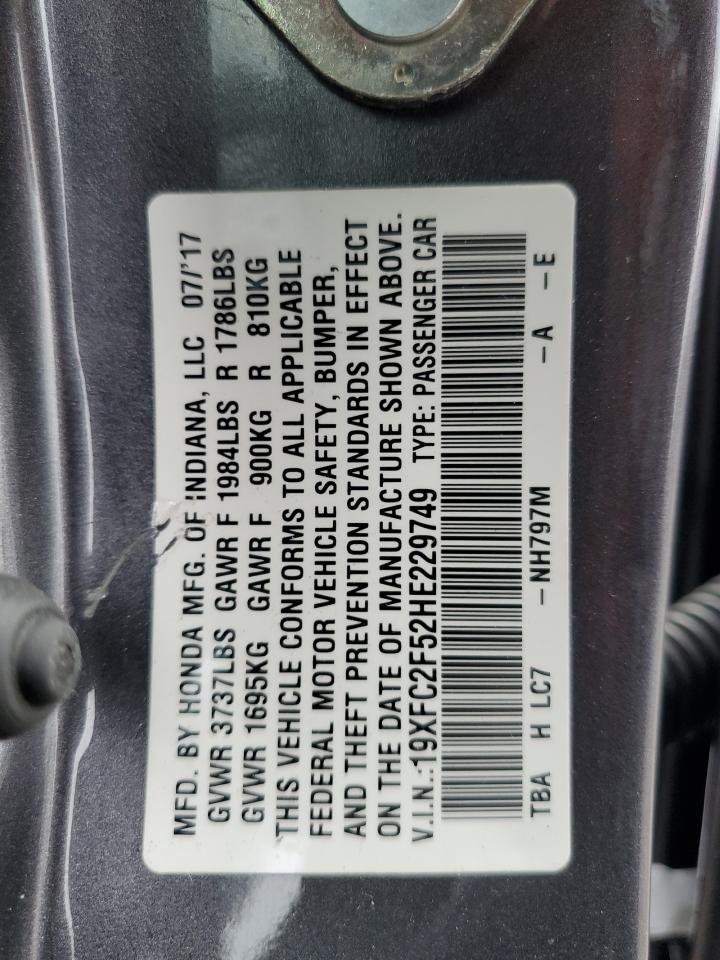 MFD. BY HONDA MFG. OF INDIANA, LLC 07/'17
GVWR 3737LBS GAWR F 1984LBS R 1786LBS
GVWR 1695KG GAWR F 900KG R 810KG
THIS VEHICLE CONFORMS TO ALL APPLICABLE
FEDERAL MOTOR VEHICLE SAFETY, BUMPER,
AND THEFT PREVENTION STANDARDS IN EFFECT
ON THE DATE OF MANUFACTURE SHOWN ABOVE.
V.I.N.:19XFC2F52HE229749 TYPE: PASSENGER CAR
TBA H LC7 -NH797M -A -E